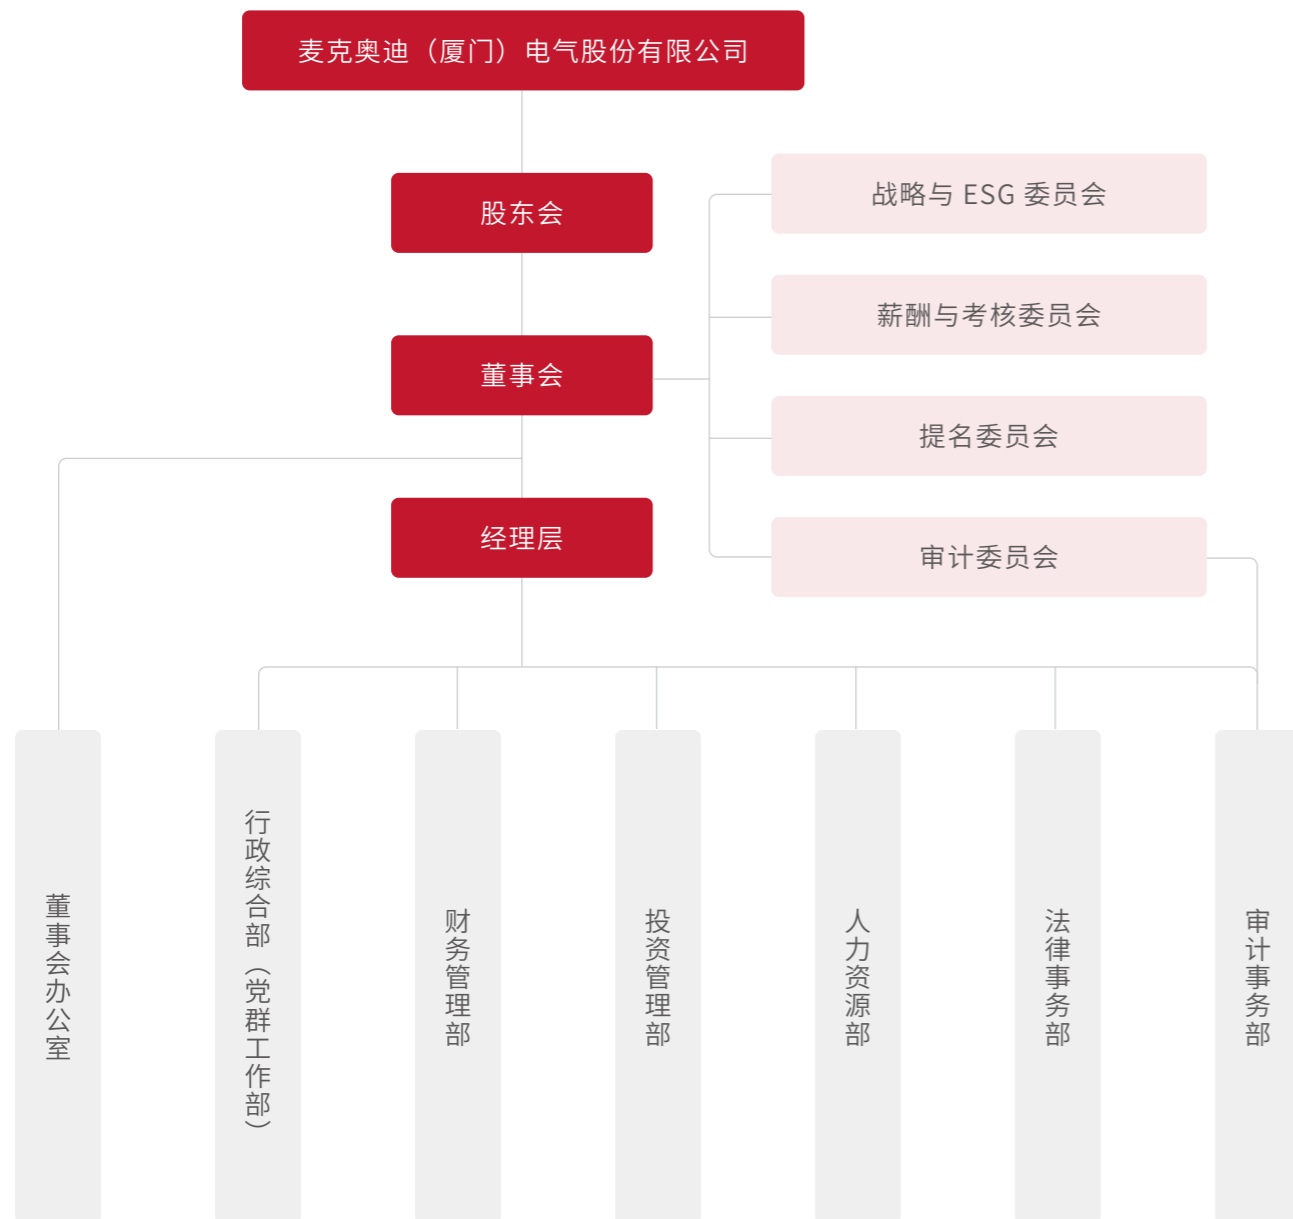 麦克奥迪（厦门）电气股份有限公司
股东会
董事会
经理层
战略与 ESG 委员会
薪酬与考核委员会
提名委员会
审计委员会
董事会办公室
行政综合部（党群工作部）
财务管理部
投资管理部
人力资源部
法律事务部
审计事务部